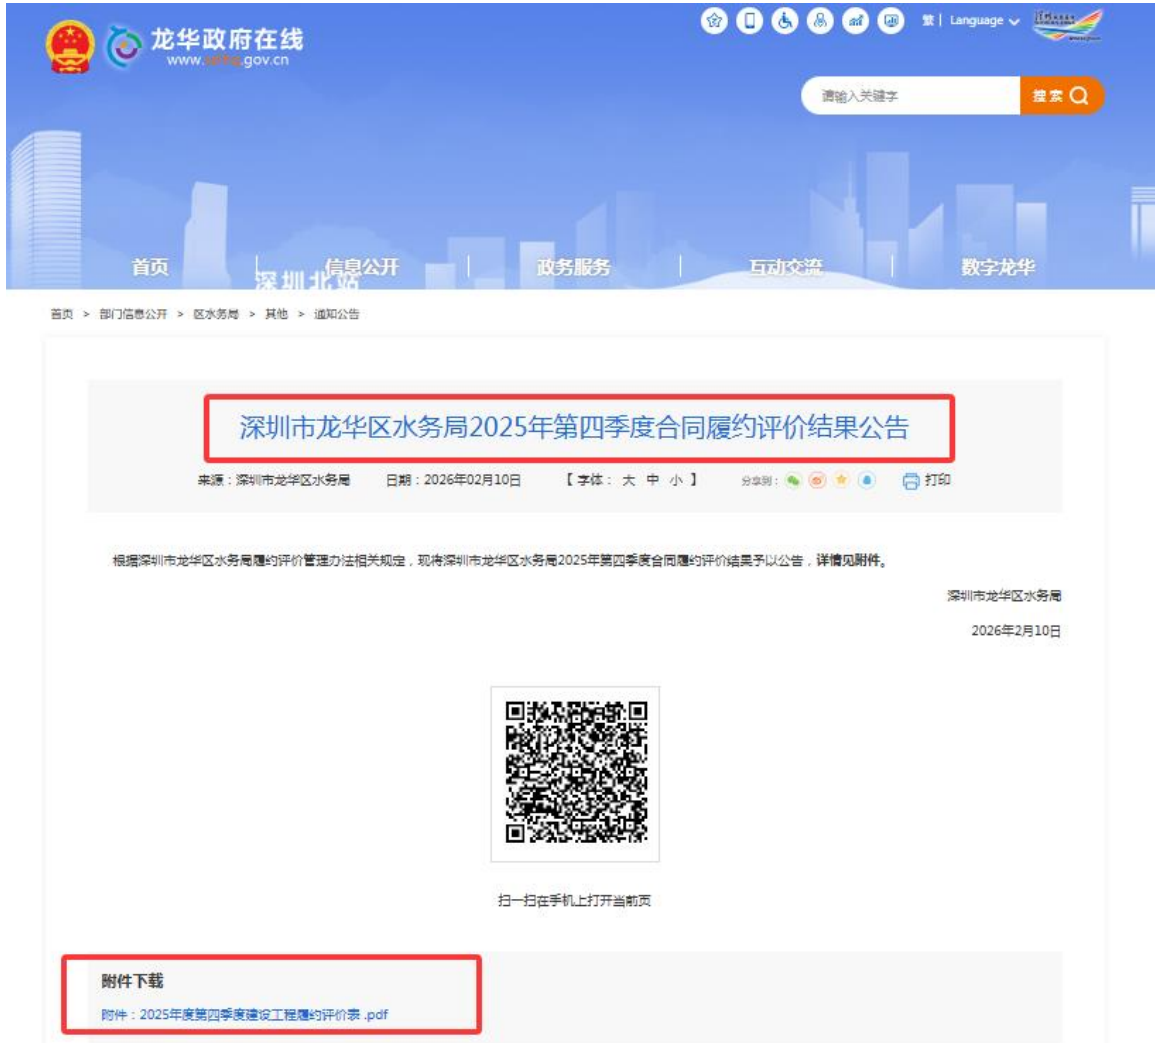 龙华政府在线
www. .gov.cn
繁 | Language
请输入关键字
搜索
首页
信息公开
政务服务
互动交流
数字龙华
深圳北站
首页 > 部门信息公开 > 区水务局 > 其他 > 通知公告
深圳市龙华区水务局2025年第四季度合同履约评价结果公告
来源：深圳市龙华区水务局 日期：2026年02月10日 【 字体： 大 中 小 】 分享到： 打印
根据深圳市龙华区水务局履约评价管理办法相关规定，现将深圳市龙华区水务局2025年第四季度合同履约评价结果予以公告，详情见附件。
深圳市龙华区水务局
2026年2月10日
扫一扫在手机上打开当前页
附件下载
附件：2025年度第四季度建设工程履约评价表 .pdf